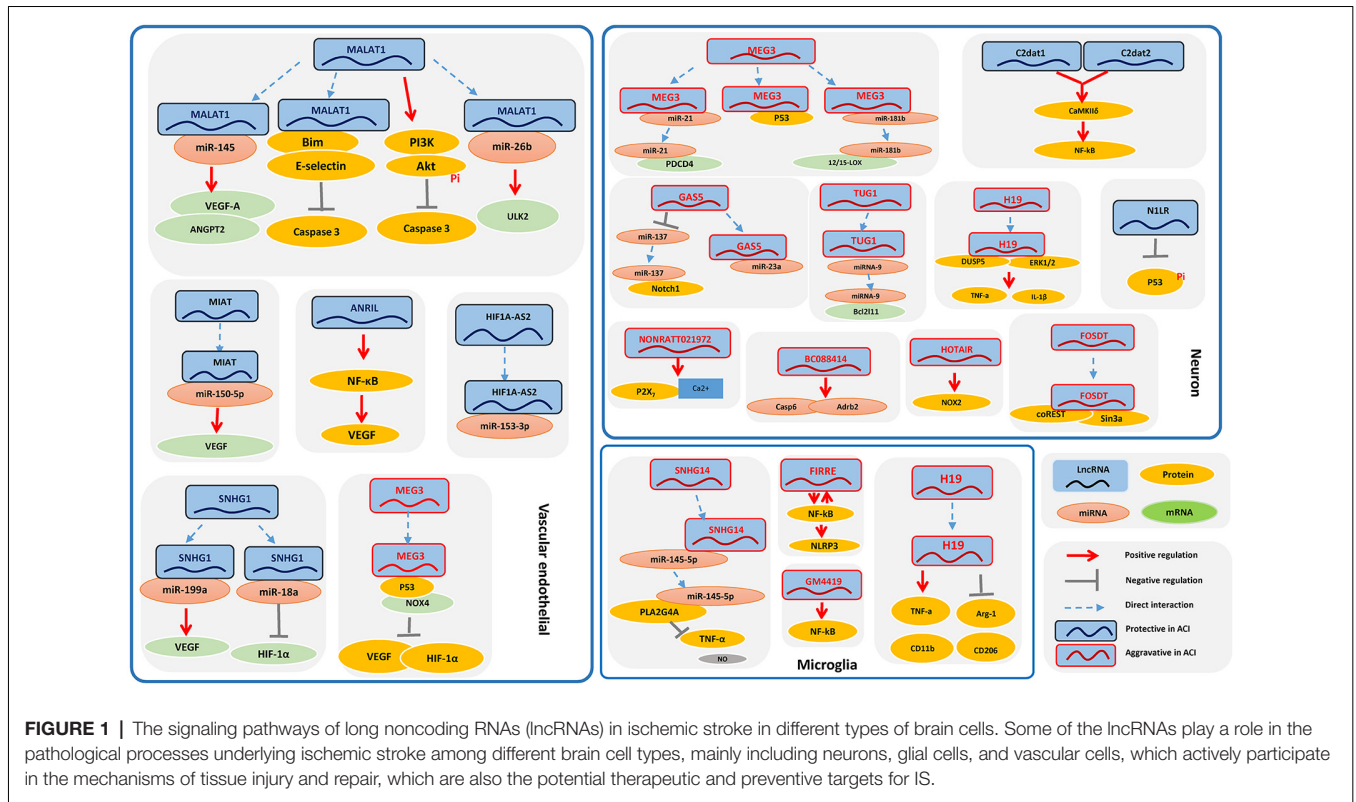 MALAT1
MALAT1
MALAT1
MALAT1
miR-145
Bim
E-selectin
PI3K
Akt
Pi
miR-26b
VEGF-A
ANGPT2
Caspase 3
Caspase 3
ULK2
MIAT
MIAT
miR-150-5p
VEGF
ANRIL
NF-κB
VEGF
HIF1A-AS2
HIF1A-AS2
miR-153-3p
SNHG1
SNHG1
SNHG1
miR-199a
miR-18a
VEGF
HIF-1α
MEG3
MEG3
P53
NOX4
VEGF
HIF-1α
Vascular endothelial
MEG3
MEG3
MEG3
MEG3
miR-21
P53
miR-181b
miR-21
PDCD4
miR-181b
12/15-LOX
C2dat1
C2dat2
CaMKIIδ
NF-kB
GAS5
miR-137
GAS5
miR-23a
miR-137
Notch1
TUG1
TUG1
miRNA-9
miRNA-9
Bcl2l11
H19
H19
DUSP5
ERK1/2
TNF-a
IL-1β
N1LR
P53
Pi
NONRATT021972
P2X7
Ca2+
BC088414
Casp6
Adrb2
HOTAIR
NOX2
FOSDT
FOSDT
coREST
Sin3a
Neuron
SNHG14
SNHG14
miR-145-5p
miR-145-5p
PLA2G4A
TNF-α
NO
FIRRE
NF-kB
NLRP3
GM4419
NF-kB
H19
H19
TNF-a
Arg-1
CD11b
CD206
Microglia
LncRNA
Protein
miRNA
mRNA
Positive regulation
Negative regulation
Direct interaction
Protective in ACI
Aggravative in ACI
FIGURE 1 | The signaling pathways of long noncoding RNAs (lncRNAs) in ischemic stroke in different types of brain cells. Some of the lncRNAs play a role in the
pathological processes underlying ischemic stroke among different brain cell types, mainly including neurons, glial cells, and vascular cells, which actively participate
in the mechanisms of tissue injury and repair, which are also the potential therapeutic and preventive targets for IS.